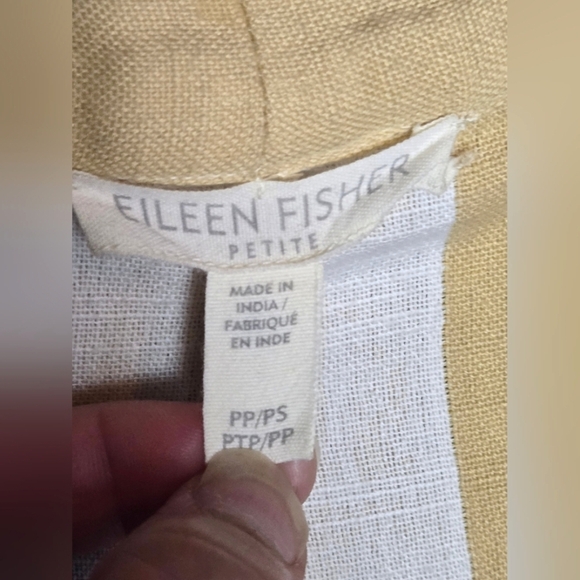 EILEEN FISHER
PETITE
MADE IN
INDIA /
FABRIQUÉ
EN INDE
PP/PS
PTP/PP